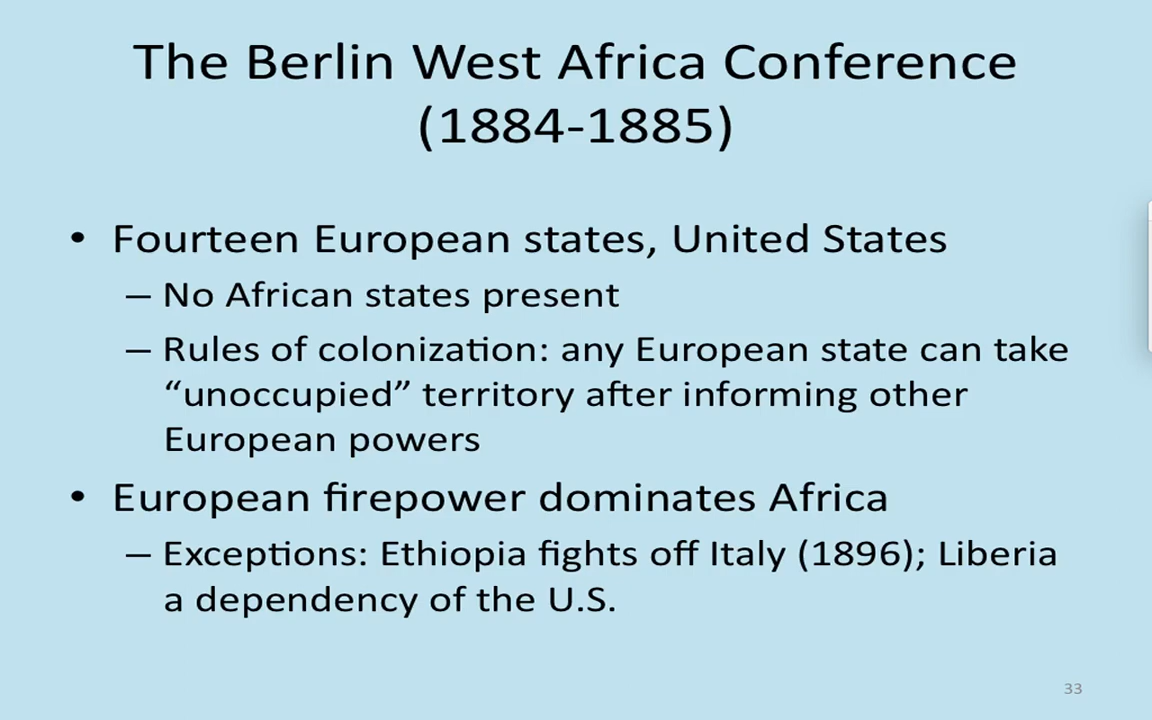 The Berlin West Africa Conference
(1884-1885)
• Fourteen European states, United States
– No African states present
– Rules of colonization: any European state can take
“unoccupied” territory after informing other
European powers
• European firepower dominates Africa
– Exceptions: Ethiopia fights off Italy (1896); Liberia
a dependency of the U.S.
33